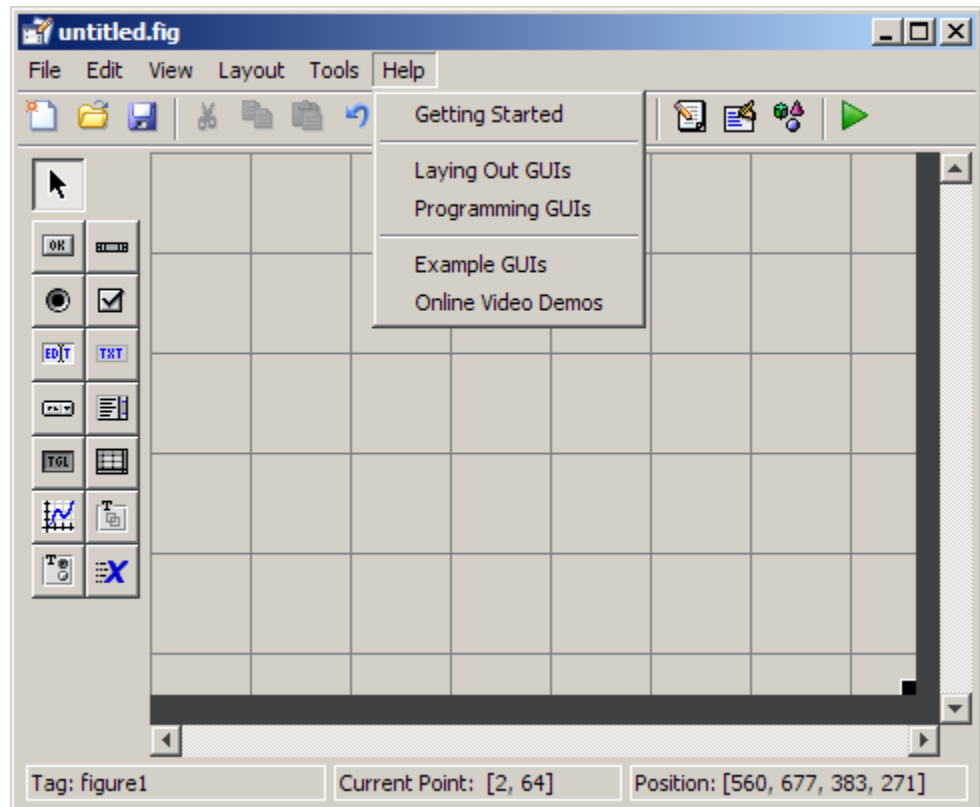 untitled.fig
File Edit View Layout Tools Help
Getting Started
Laying Out GUIs
Programming GUIs
Example GUIs
Online Video Demos
OK
EDIT TXT
TGL
T
T
X
Tag: figure1 Current Point: [2, 64] Position: [560, 677, 383, 271]